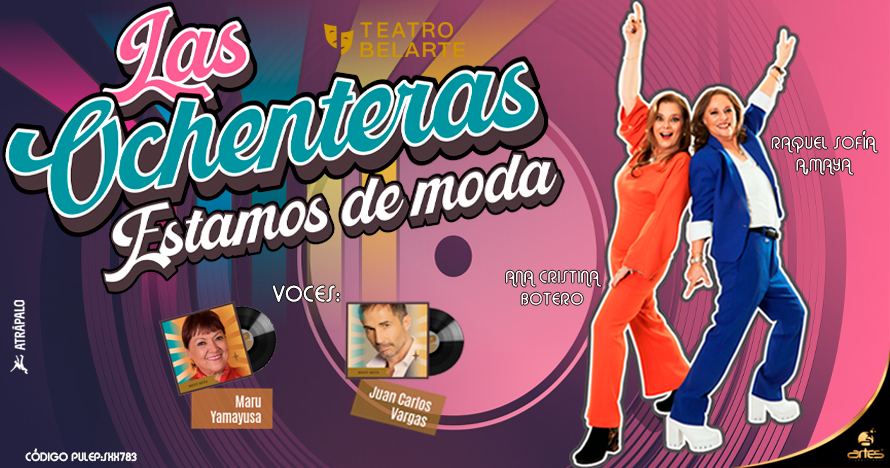 TEATRO
BELARTE
Las
Ochenteras
Estamos de moda
RAQUEL SOFÍA
AMAYA
ANA CRISTINA
BOTERO
VOCES:
Maru
Yamayusa
Juan Carlos
Vargas
ATRÁPALO
CÓDIGO PULEP:SXK783
artes